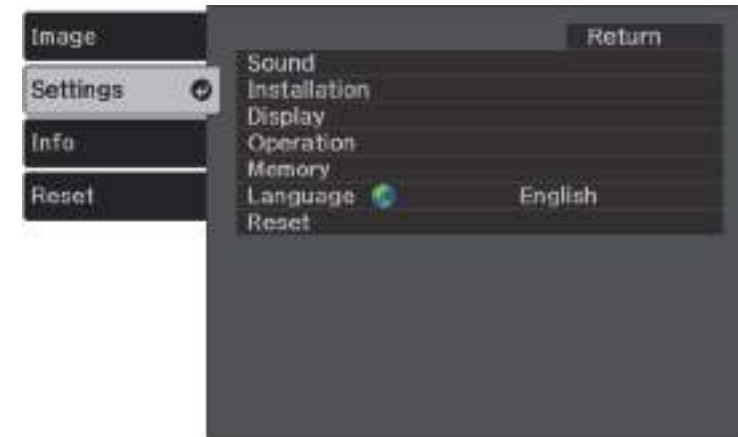 Image
Settings
Info
Reset
Return
Sound
Installation
Display
Operation
Memory
Language English
Reset